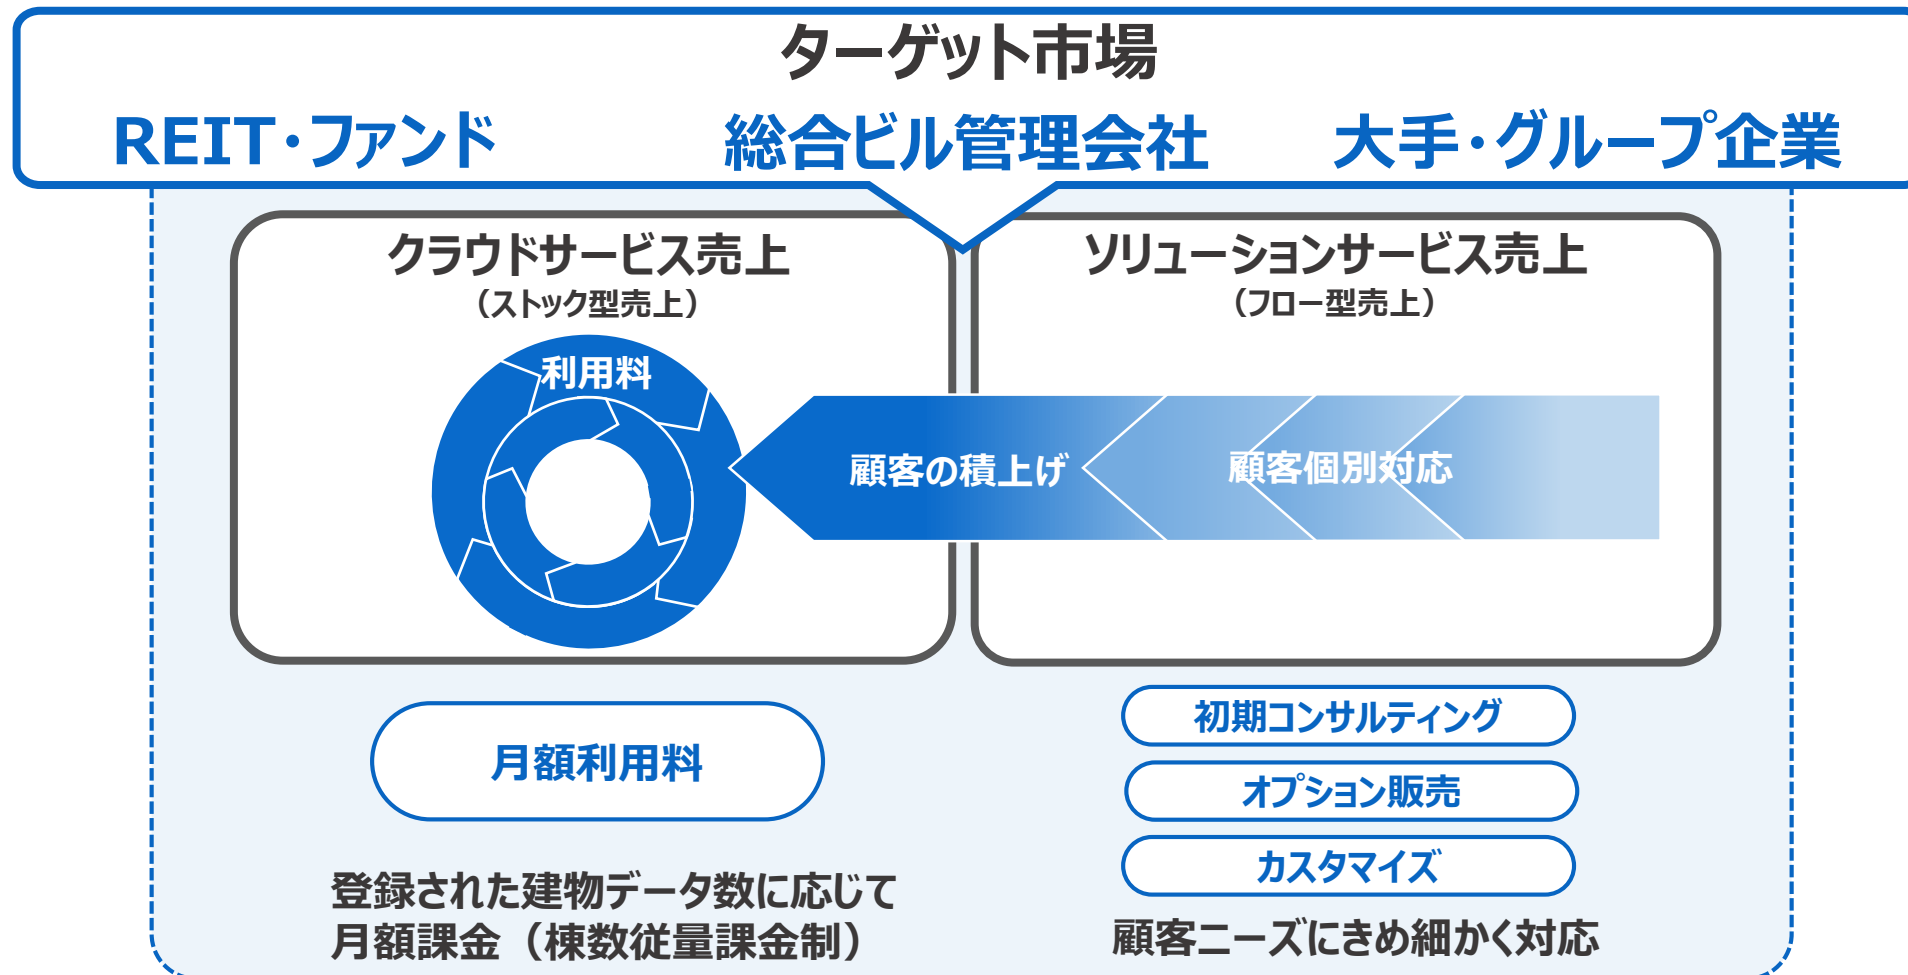 ターゲット市場
REIT・ファンド
総合ビル管理会社
大手・グループ企業
クラウドサービス売上
（ストック型売上）
利用料
ソリューションサービス売上
（フロー型売上）
顧客の積上げ
顧客個別対応
月額利用料
登録された建物データ数に応じて
月額課金（棟数従量課金制）
初期コンサルティング
オプション販売
カスタマイズ
顧客ニーズにきめ細かく対応